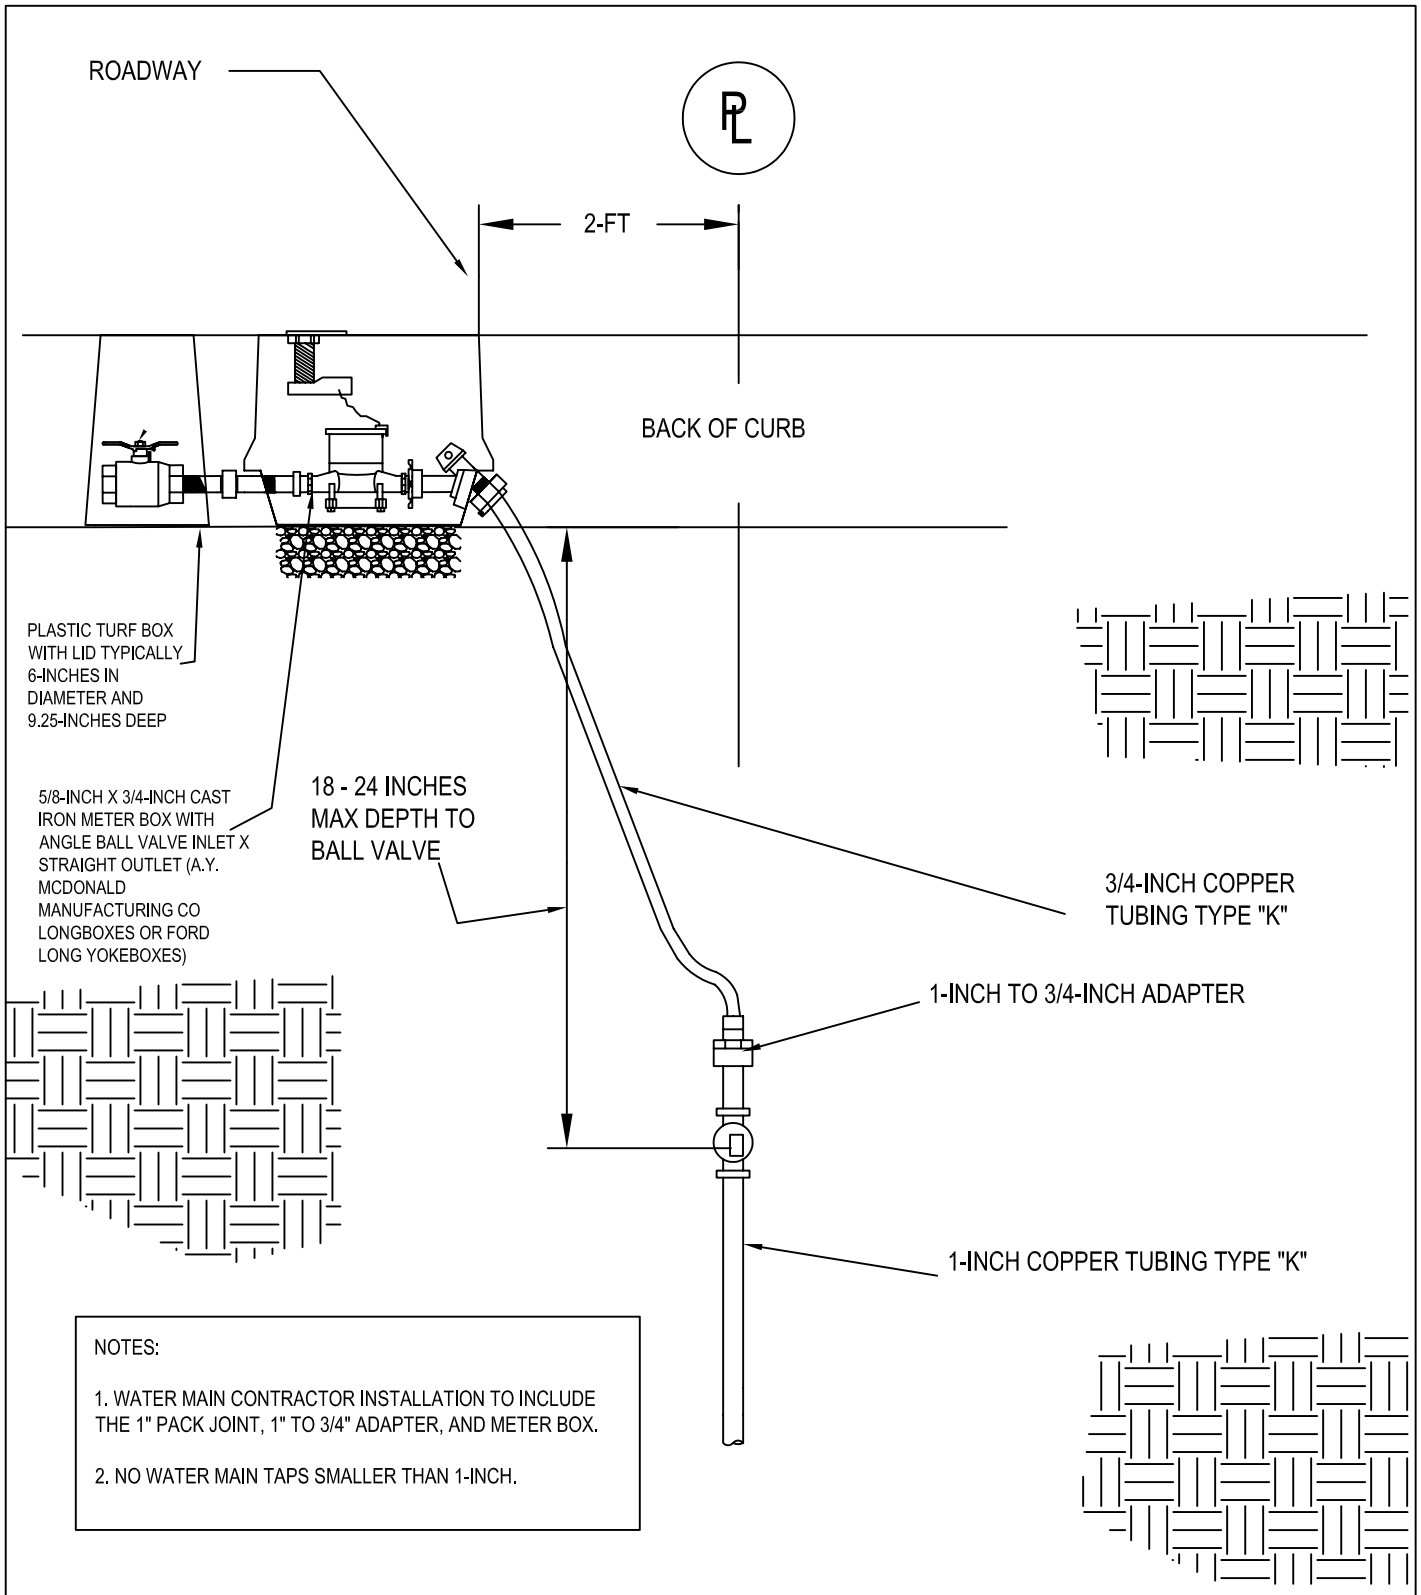 ROADWAY
PL
2-FT
BACK OF CURB
PLASTIC TURF BOX
WITH LID TYPICALLY
6-INCHES IN
DIAMETER AND
9.25-INCHES DEEP
5/8-INCH X 3/4-INCH CAST
IRON METER BOX WITH
ANGLE BALL VALVE INLET X
STRAIGHT OUTLET (A.Y.
MCDONALD
MANUFACTURING CO
LONGBOXES OR FORD
LONG YOKEBOXES)
18 - 24 INCHES
MAX DEPTH TO
BALL VALVE
3/4-INCH COPPER
TUBING TYPE "K"
1-INCH TO 3/4-INCH ADAPTER
1-INCH COPPER TUBING TYPE "K"
NOTES:
1. WATER MAIN CONTRACTOR INSTALLATION TO INCLUDE
THE 1" PACK JOINT, 1" TO 3/4" ADAPTER, AND METER BOX.
2. NO WATER MAIN TAPS SMALLER THAN 1-INCH.